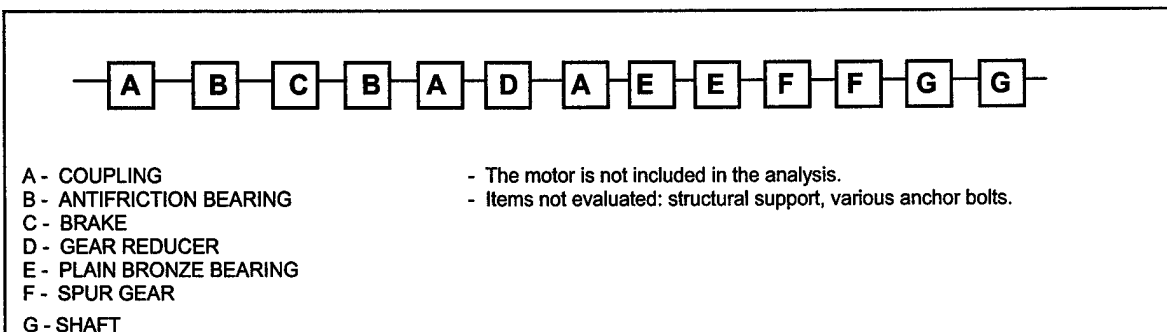 A B C B A D A E E F F G G
A - COUPLING
B - ANTIFRICTION BEARING
C - BRAKE
D - GEAR REDUCER
E - PLAIN BRONZE BEARING
F - SPUR GEAR
G - SHAFT
- The motor is not included in the analysis.
- Items not evaluated: structural support, various anchor bolts.